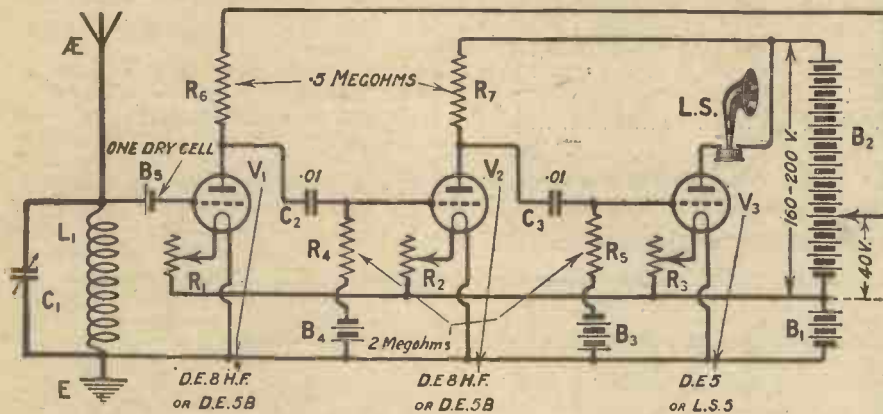 Æ
R₆
.5 MEGOHMS
R₇
L.S.
B₂
160-200 V.
ONE DRY CELL
B₅
V₁
.01
C₂
V₂
.01
C₃
V₃
L₁
C₁
R₁
R₄
R₂
R₅
R₃
40V.
B₄
2 Megohms
B₃
B₁
E
D.E.8 H.F.
OR D.E.5B
D.E 8 H.F.
OR D.E.5B
D.E 5
OR L.S.5